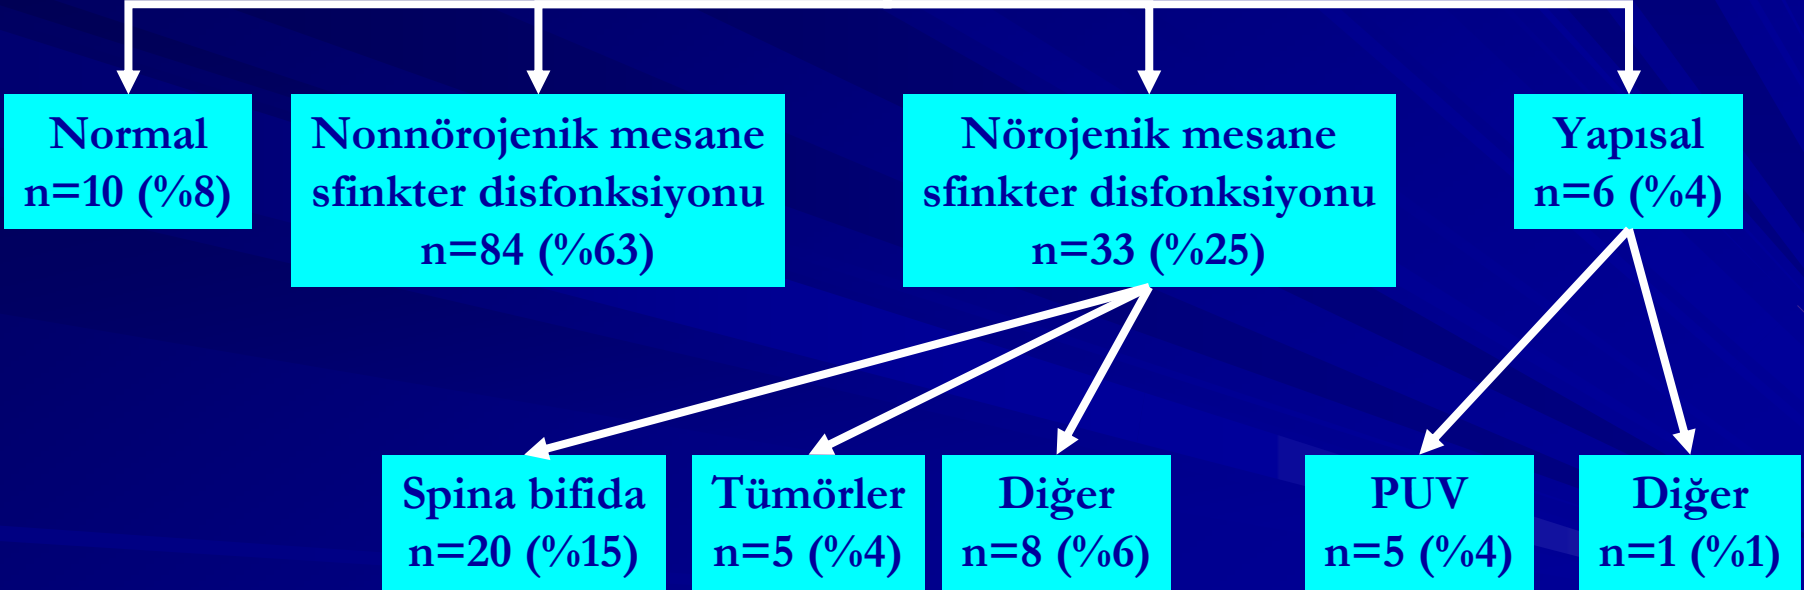 Normal
n=10 (%8)
Nonnörojenik mesane
sfinkter disfonksiyonu
n=84 (%63)
Nörojenik mesane
sfinkter disfonksiyonu
n=33 (%25)
Yapısal
n=6 (%4)
Spina bifida
n=20 (%15)
Tümörler
n=5 (%4)
Diğer
n=8 (%6)
PUV
n=5 (%4)
Diğer
n=1 (%1)